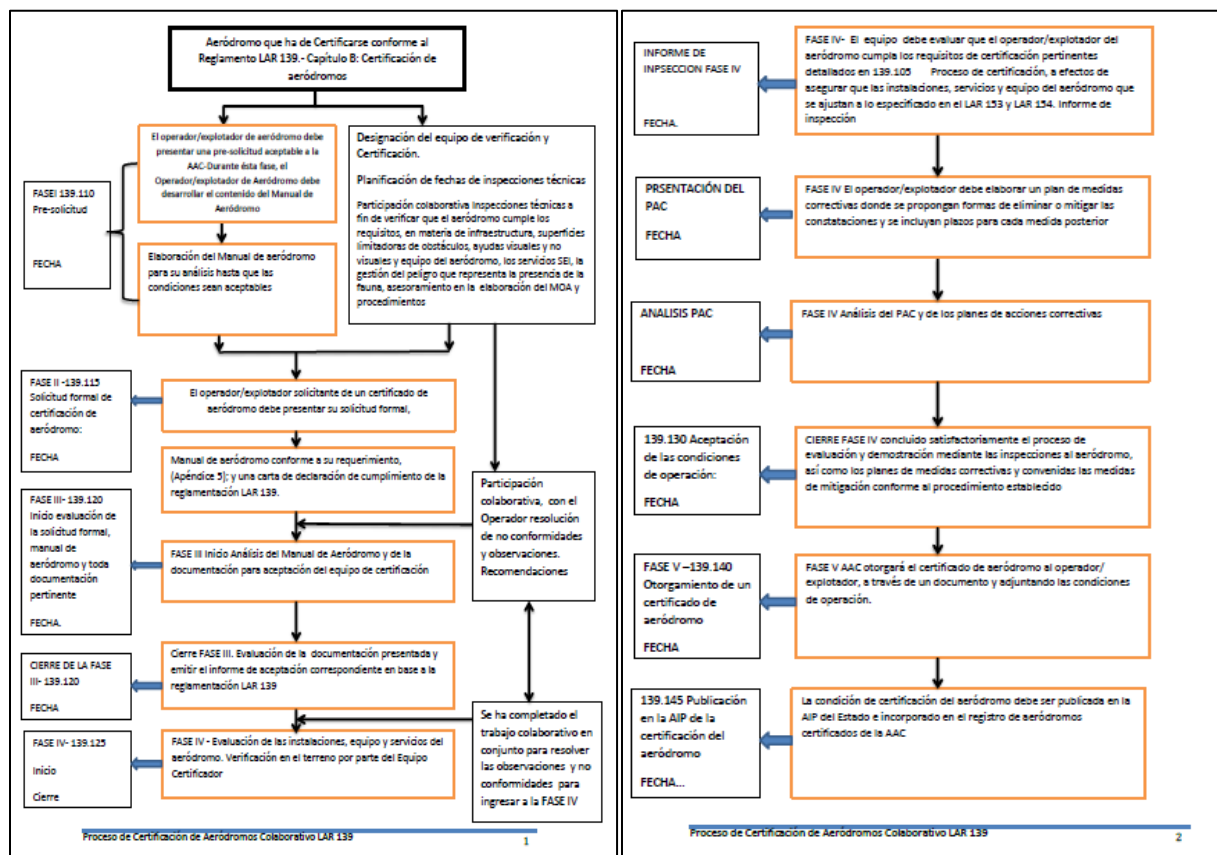 Aeródromo que ha de Certificarse conforme al
Reglamento LAR 139.- Capítulo B: Certificación de
aeródromos
El operador/explotador de aeródromo debe
presentar una pre-solicitud aceptable a la
AAC-Durante ésta fase, el
Operador/explotador de Aeródromo debe
desarrollar el contenido del Manual de
Aeródromo
FASEI 139.110
Pre-solicitud
FECHA
Elaboración del Manual de aeródromo
para su análisis hasta que las
condiciones sean aceptables
Designación del equipo de verificación y
Certificación.
Planificación de fechas de inspecciones técnicas
Participación colaborativa Inspecciones técnicas a
fin de verificar que el aeródromo cumple los
requisitos, en materia de infraestructura, superficies
limitadoras de obstáculos, ayudas visuales y no
visuales y equipo del aeródromo, los servicios SEI, la
gestión del peligro que representa la presencia de la
fauna, asesoramiento en la elaboración del MOA y
procedimientos
FASE II -139.115
Solicitud formal de
certificación de
aeródromo:
FECHA
El operador/explotador solicitante de un certificado de
aeródromo debe presentar su solicitud formal,
Manual de aeródromo conforme a su requerimiento,
(Apéndice 5); y una carta de declaración de cumplimiento de la
reglamentación LAR 139.
FASE III- 139.120
Inicio evaluación de
la solicitud formal,
manual de
aeródromo y toda
documentación
pertinente
FECHA.
FASE III Inicio Análisis del Manual de Aeródromo y de la
documentación para aceptación del equipo de certificación
Participación
colaborativa, con el
Operador resolución
de no conformidades
y observaciones.
Recomendaciones
CIERRE DE LA FASE
III- 139.120
FECHA
Cierre FASE III. Evaluación de la documentación presentada y
emitir el informe de aceptación correspondiente en base a la
reglamentación LAR 139
FASE IV- 139.125
Inicio
Cierre
FASE IV - Evaluación de las instalaciones, equipo y servicios del
aeródromo. Verificación en el terreno por parte del Equipo
Certificador
Se ha completado el
trabajo colaborativo en
conjunto para resolver
las observaciones y no
conformidades para
ingresar a la FASE IV
Proceso de Certificación de Aeródromos Colaborativo LAR 139 1
INFORME DE
INPSECCION FASE IV
FECHA.
FASE IV- El equipo debe evaluar que el operador/explotador del
aeródromo cumpla los requisitos de certificación pertinentes
detallados en 139.105 Proceso de certificación, a efectos de
asegurar que las instalaciones, servicios y equipo del aeródromo que
se ajustan a lo especificado en el LAR 153 y LAR 154. Informe de
inspección
PRSENTACIÓN DEL
PAC
FECHA
FASE IV El operador/explotador debe elaborar un plan de medidas
correctivas donde se propongan formas de eliminar o mitigar las
constataciones y se incluyan plazos para cada medida posterior
ANALISIS PAC
FECHA
FASE IV Análisis del PAC y de los planes de acciones correctivas
139.130 Aceptación
de las condiciones
de operación:
FECHA
CIERRE FASE IV concluido satisfactoriamente el proceso de
evaluación y demostración mediante las inspecciones al aeródromo,
así como los planes de medidas correctivas y convenidas las medidas
de mitigación conforme al procedimiento establecido
FASE V –139.140
Otorgamiento de un
certificado de
aeródromo
FECHA
FASE V AAC otorgará el certificado de aeródromo al operador/
explotador, a través de un documento y adjuntando las condiciones
de operación.
139.145 Publicación
en la AIP de la
certificación del
aeródromo
FECHA...
La condición de certificación del aeródromo debe ser publicada en la
AIP del Estado e incorporado en el registro de aeródromos
certificados de la AAC
Proceso de Certificación de Aeródromos Colaborativo LAR 139 2